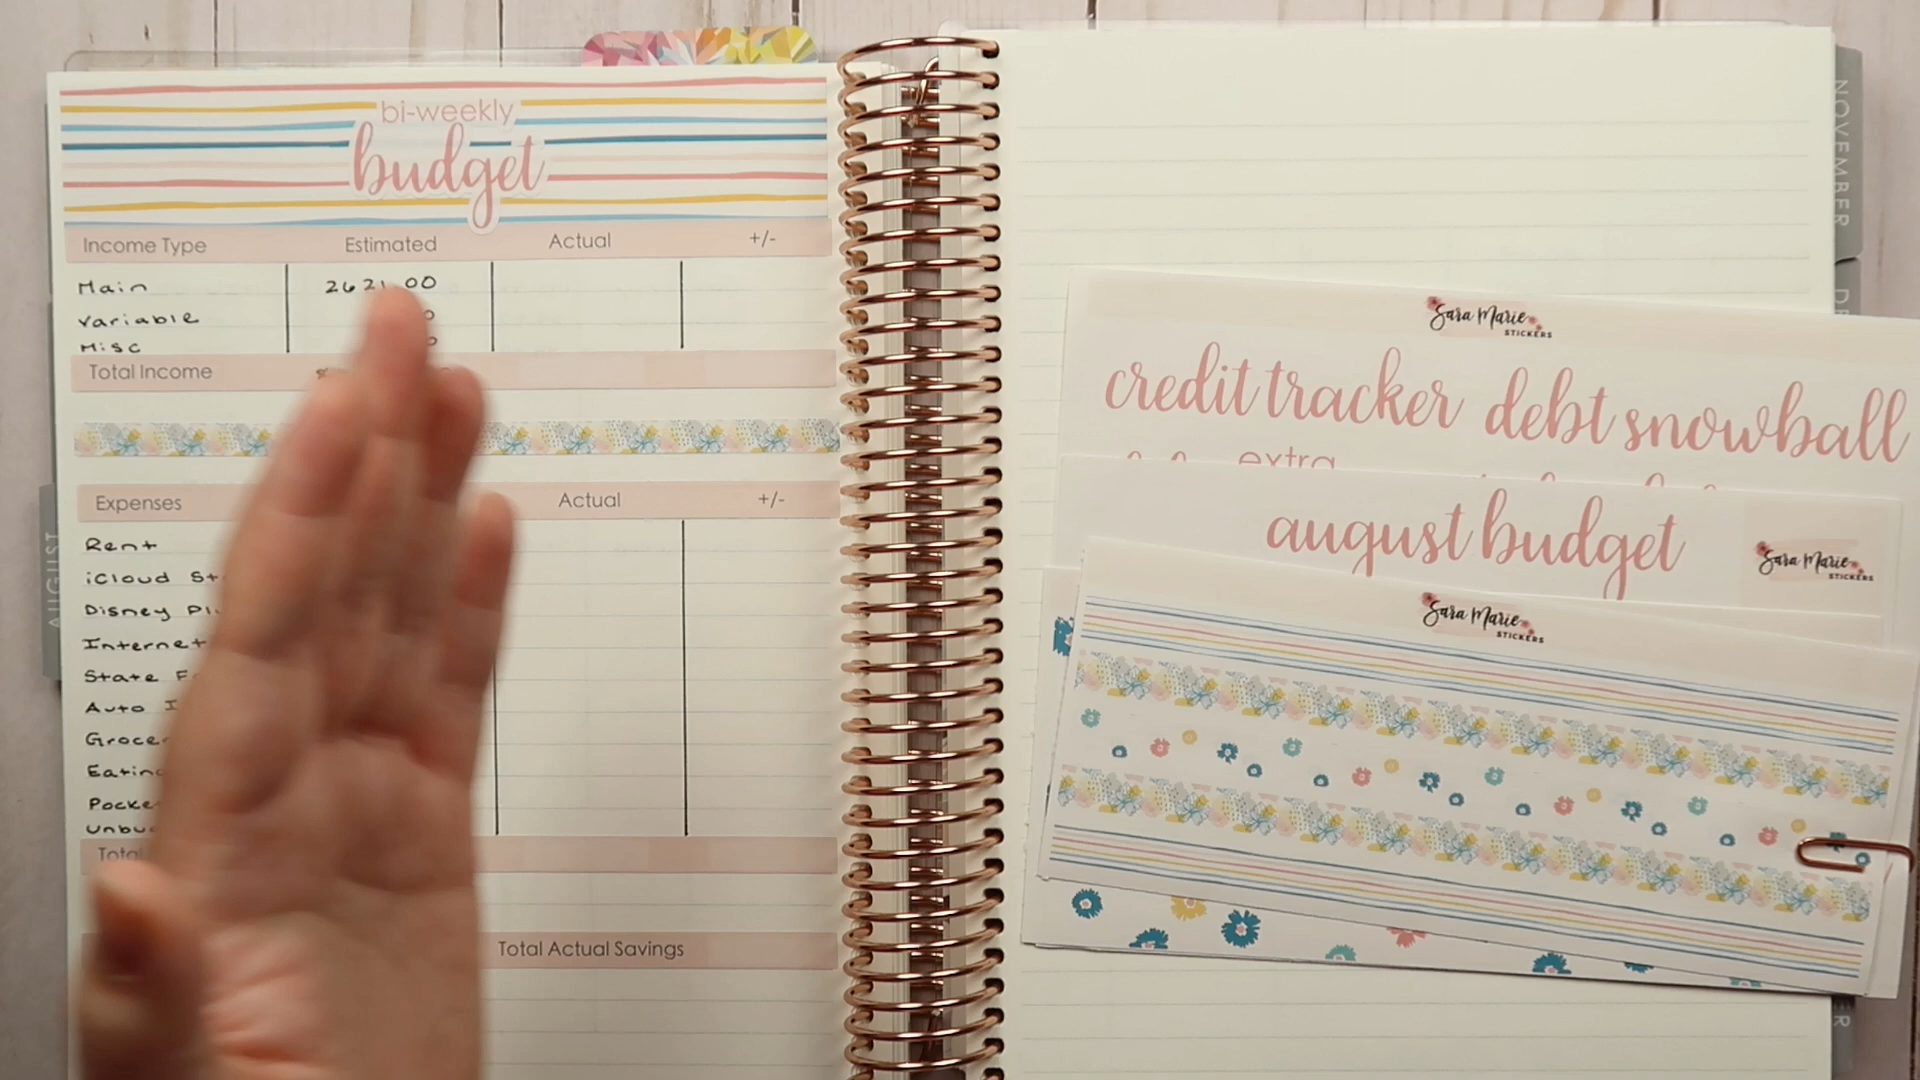 bi-weekly
budget
Income Type Estimated Actual +/-
Main 2621.00
Variable
Misc
Total Income
Expenses Actual +/-
Rent
iCloud
Disney
Internet
State
Auto
Total Actual Savings
AUGUST
NOVEMBER
Sara Marie
STICKERS
credit tracker debt snowball
extra
august budget
Sara Marie
STICKERS
Sara Marie
STICKERS